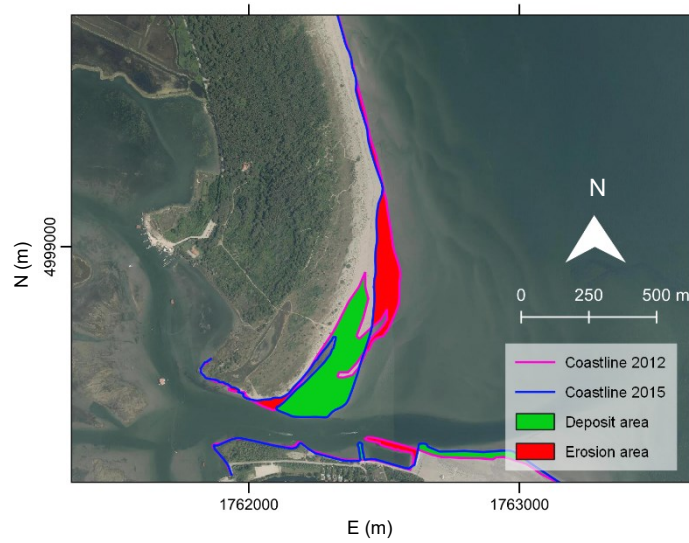 N
N (m)
4999000
0 250 500 m
Coastline 2012
Coastline 2015
Deposit area
Erosion area
1762000 1763000
E (m)